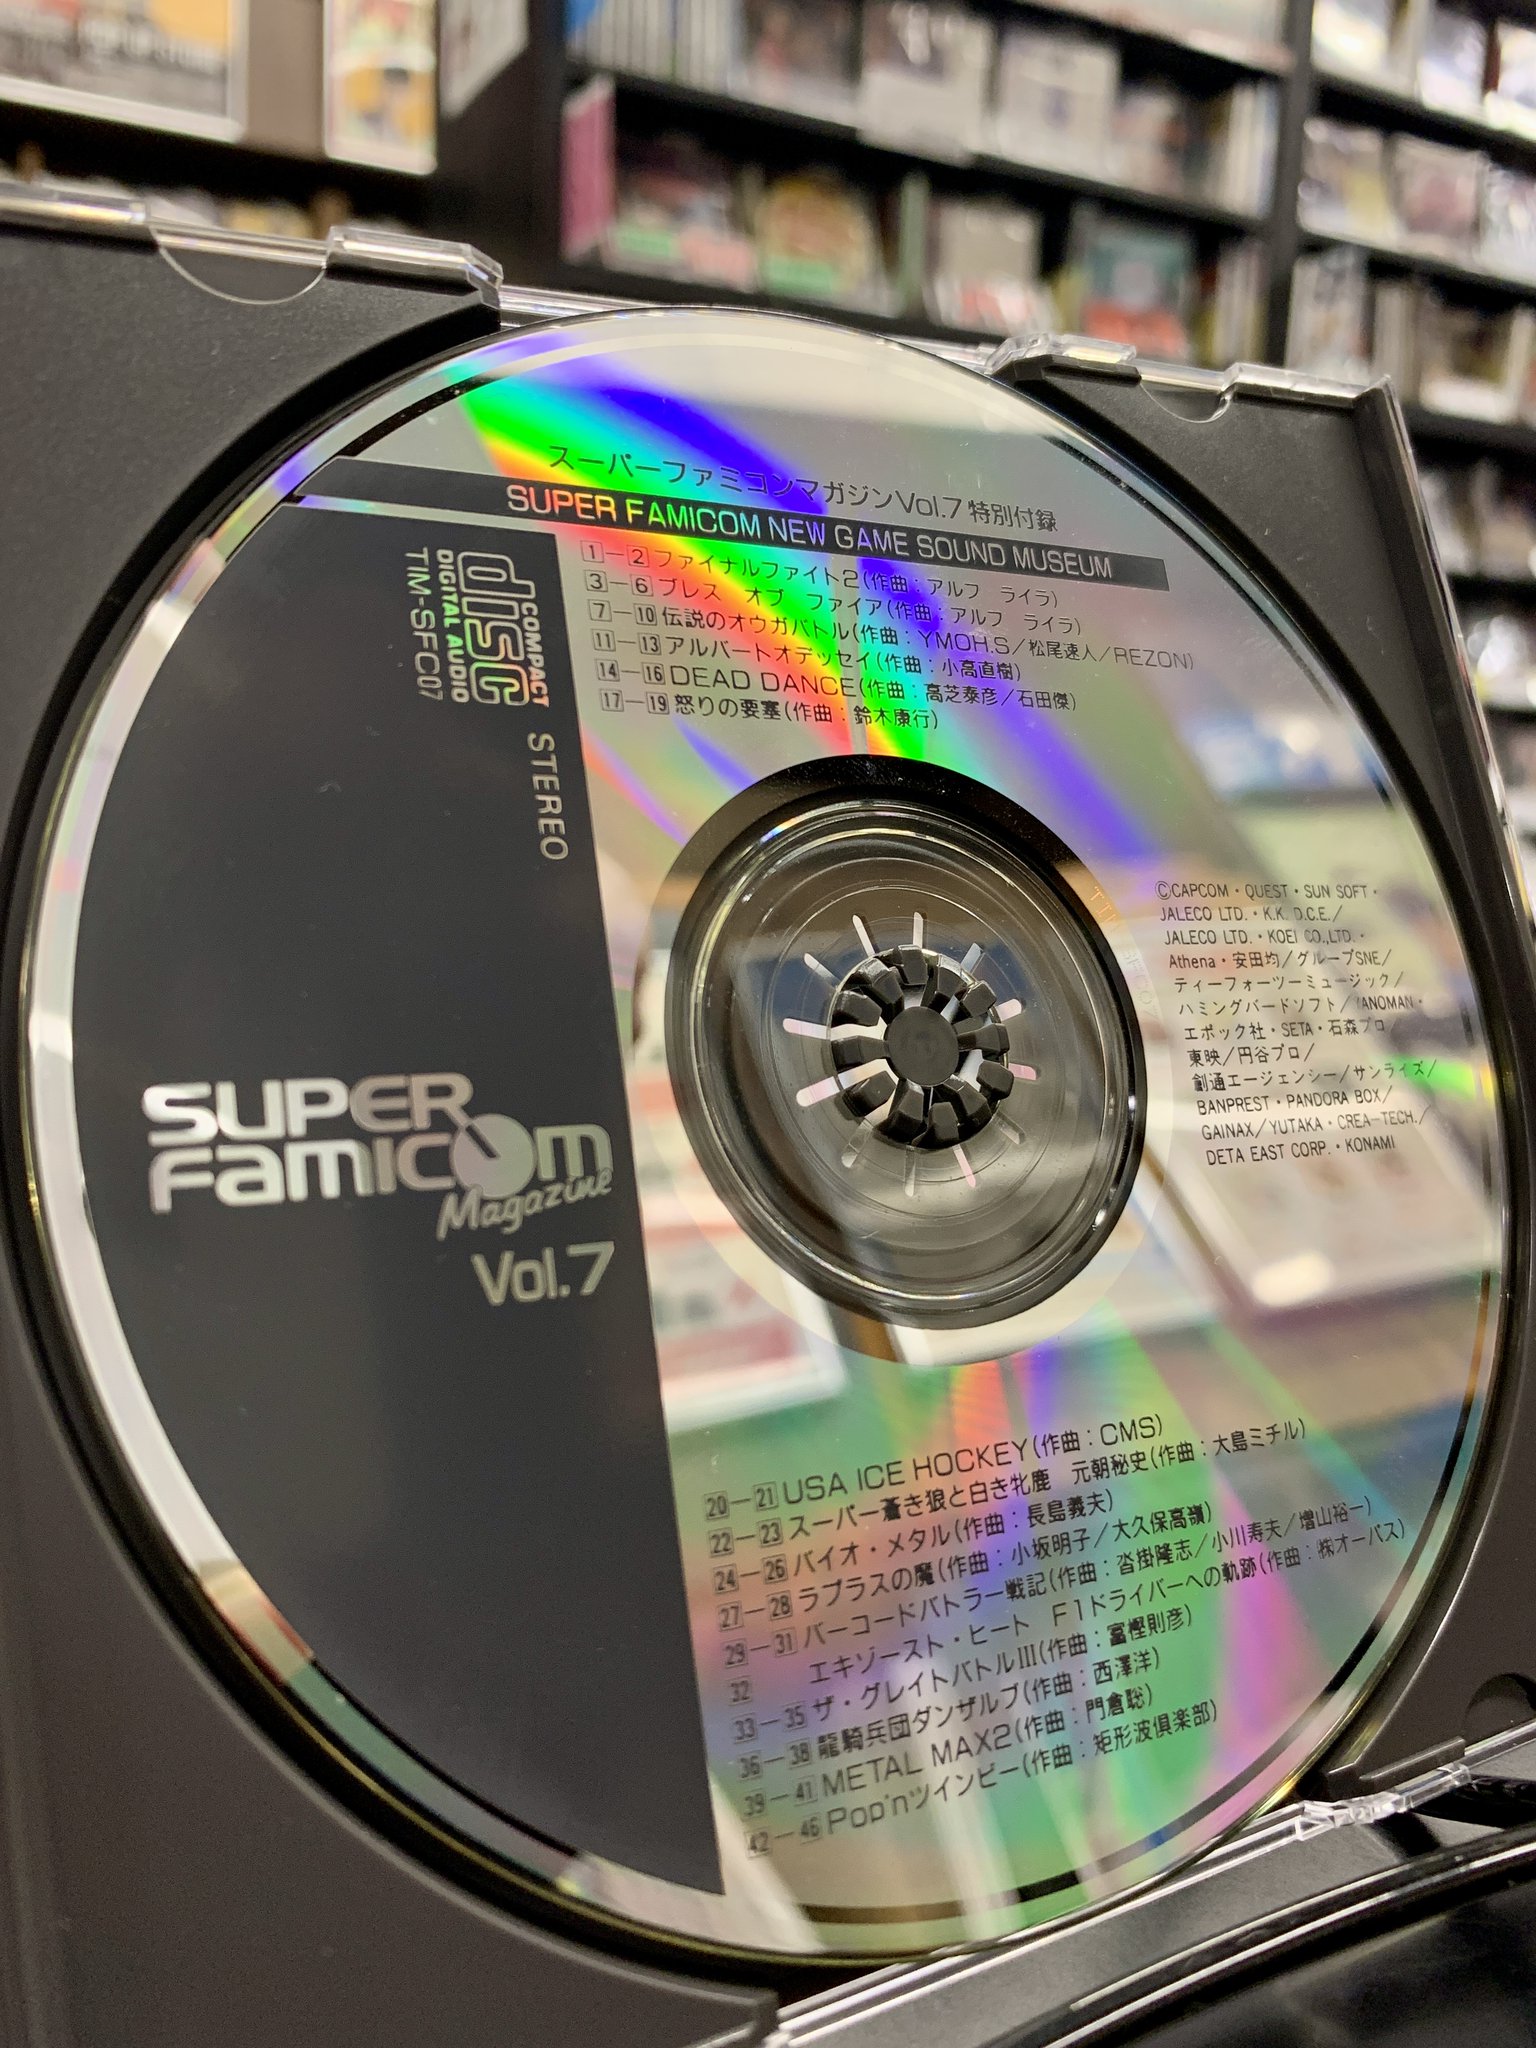 スーパーファミコンマガジンVol.7 特別付録
SUPER FAMICOM NEW GAME SOUND MUSEUM
1－2 ファイナルファイト2(作曲：アルフ ライラ)
3－6 ブレス オブ ファイア(作曲：アルフ ライラ)
7－10 伝説のオウガバトル(作曲：YMOH.S／松尾速人／REZON)
11－13 アルバートオデッセイ(作曲：小高直樹)
14－16 DEAD DANCE(作曲：高芝泰彦／石田傑)
17－19 怒りの要塞(作曲：鈴木康行)
COMPACT
disc
DIGITAL AUDIO
TIM-SFC07
STEREO
SUPER
FAMICOM
Magazine
Vol.7
©CAPCOM・QUEST・SUN SOFT・
JALECO LTD.・K.K. D.C.E./
JALECO LTD.・KOEI CO.,LTD.・
Athena・安田均／グループSNE／
ティーフォーツーミュージック／
ハミングバードソフト／YANOMAN・
エポック社・SETA・石森プロ
東映／円谷プロ／
創通エージェンシー／サンライズ／
BANPREST・PANDORA BOX/
GAINAX/YUTAKA・CREA-TECH./
DETA EAST CORP.・KONAMI
20－21 USA ICE HOCKEY(作曲：CMS)
22－23 スーパー蒼き狼と白き牝鹿 元朝秘史(作曲：大島ミチル)
24－26 バイオ・メタル(作曲：長島義夫)
27－28 ラプラスの魔(作曲：小坂明子／大久保高嶺)
29－31 バーコードバトラー戦記(作曲：沓掛隆志／小川寿夫／増山裕一)
32 エキゾースト・ヒート F1ドライバーへの軌跡(作曲：㈱オーパス)
33－35 ザ・グレイトバトルIII(作曲：富樫則彦)
36－38 龍騎兵団ダンザルブ(作曲：西澤洋)
39－41 METAL MAX2(作曲：門倉聡)
42－46 Pop'nツインビー(作曲：矩形波倶楽部)